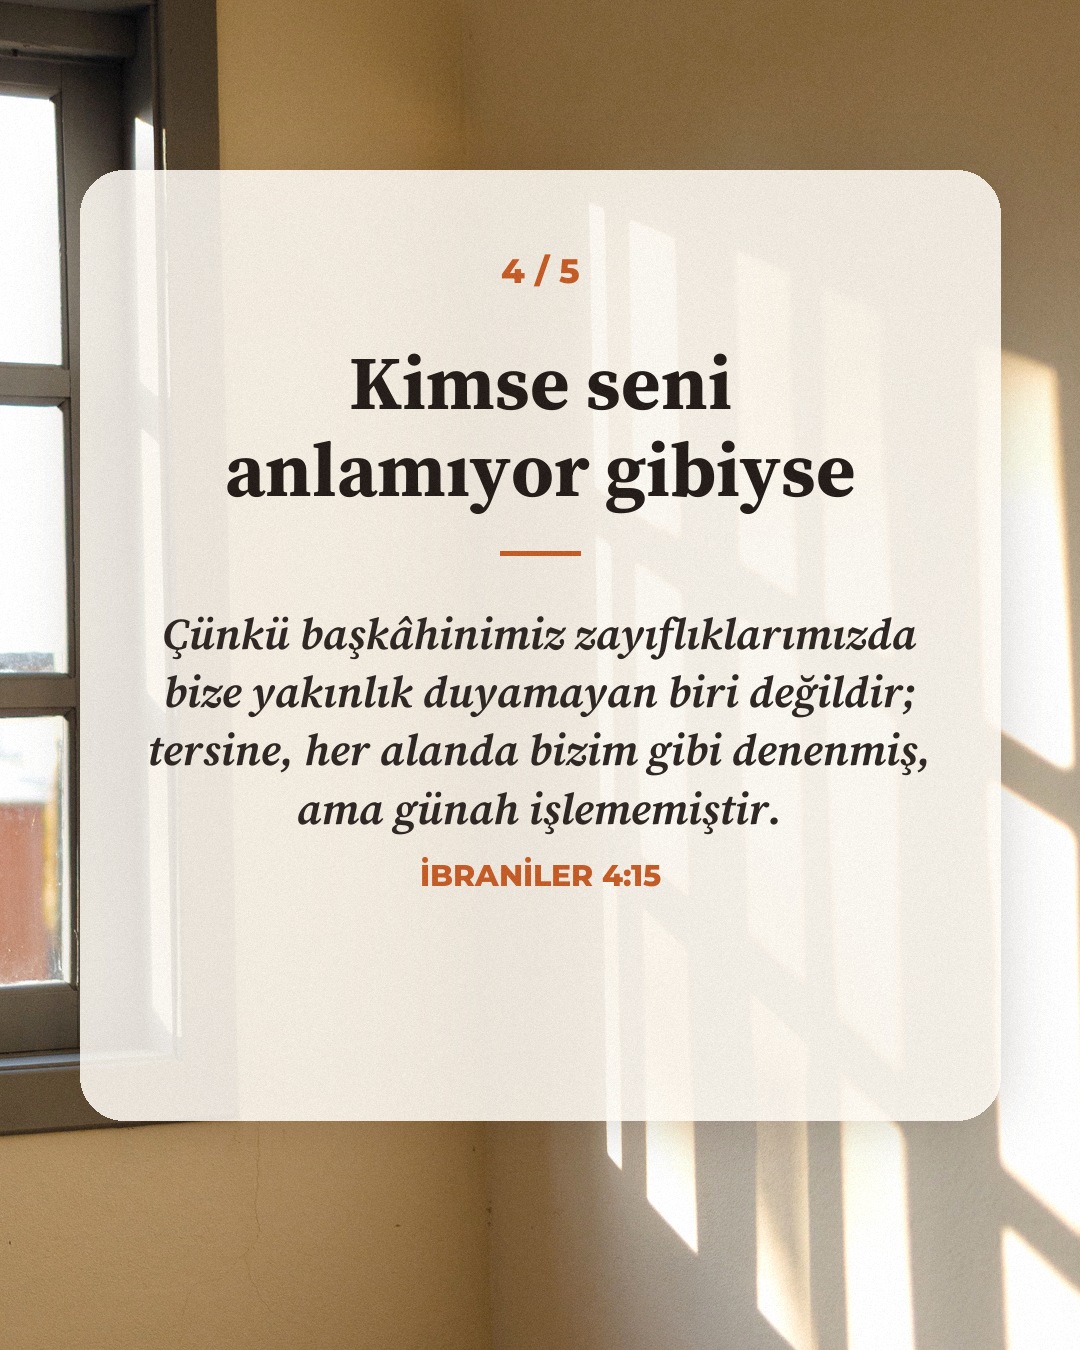 4 / 5
Kimse seni
anlamıyor gibiyse
Çünkü başkâhinimiz zayıflıklarımızda
bize yakınlık duyamayan biri değildir;
tersine, her alanda bizim gibi denenmiş,
ama günah işlememiştir.
İBRANİLER 4:15